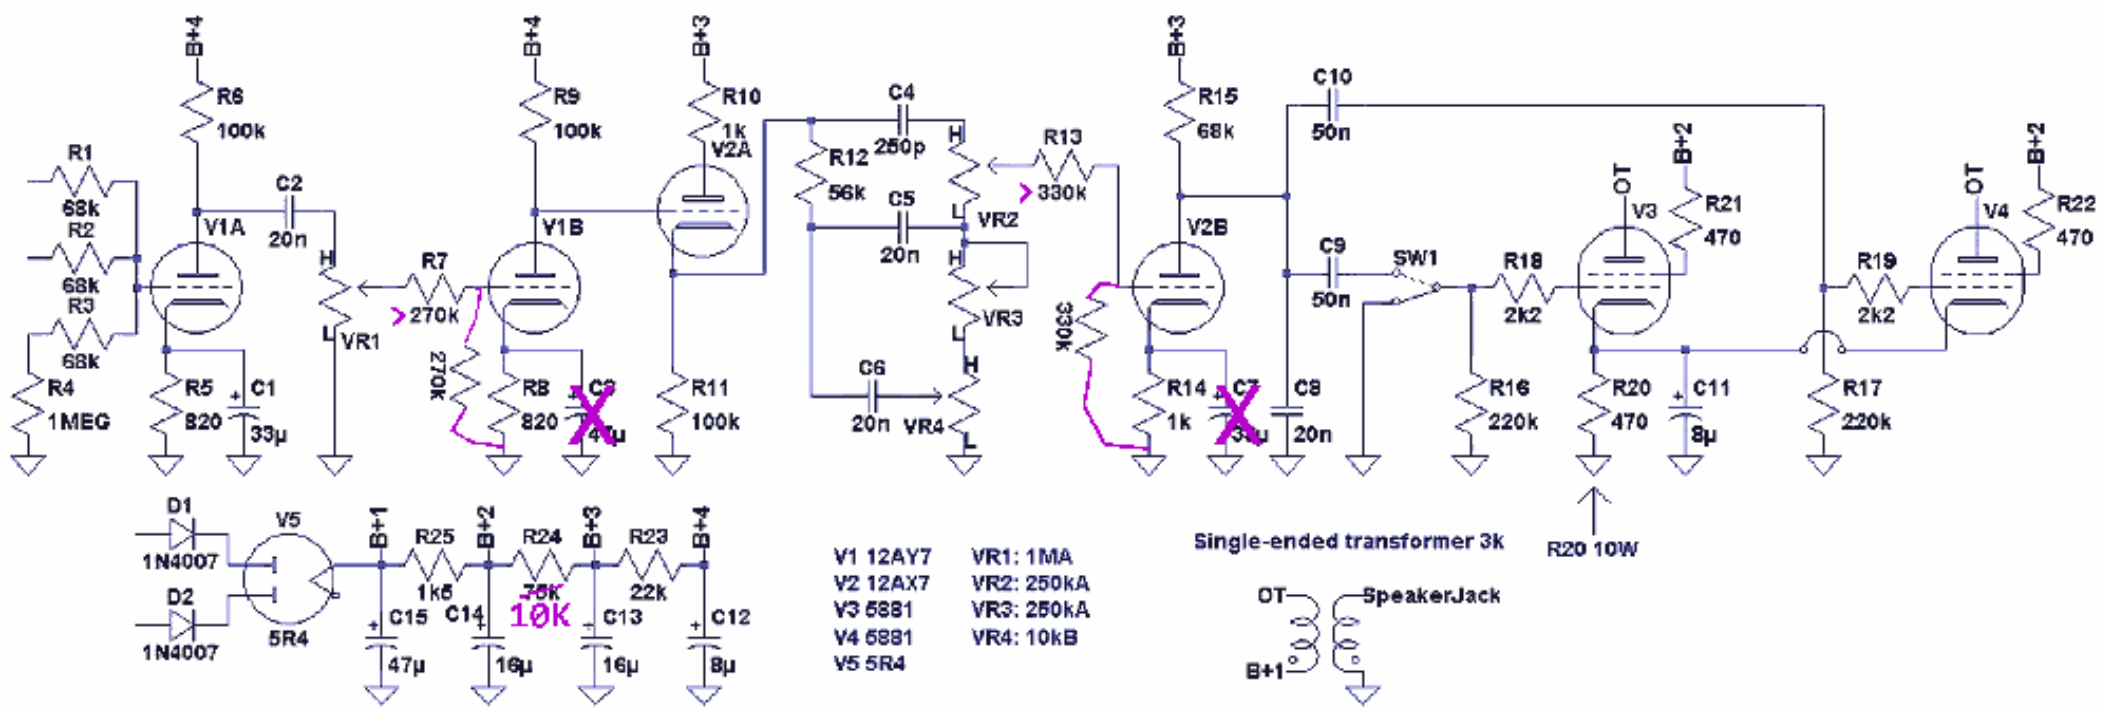 B+4
R6
100k
R1
68k
R2
68k
R3
68k
R4
1MEG
V1A
C2
20n
R5
820
C1
33µ
H
L
VR1
R7
270k
270k
B+4
R9
100k
V1B
R8
820
B+3
R10
1k
V2A
R11
100k
C4
250p
R12
56k
C5
20n
C6
20n
H
L
VR2
H
L
VR3
H
L
VR4
R13
330k
330k
B+3
R15
68k
V2B
R14
1k
C7
C8
20n
C10
50n
C9
50n
SW1
R18
2k2
R16
220k
OT
V3
B+2
R21
470
R20
470
C11
8µ
R19
2k2
R17
220k
OT
V4
B+2
R22
470
R20 10W
D1
1N4007
D2
1N4007
V5
5R4
B+1
R25
1k5
B+2
R24
75k
10K
B+3
R23
22k
B+4
C15
47µ
C14
16µ
C13
16µ
C12
8µ
V1 12AY7
V2 12AX7
V3 5881
V4 5881
V5 5R4
VR1: 1MA
VR2: 250kA
VR3: 250kA
VR4: 10kB
Single-ended transformer 3k
OT
SpeakerJack
B+1